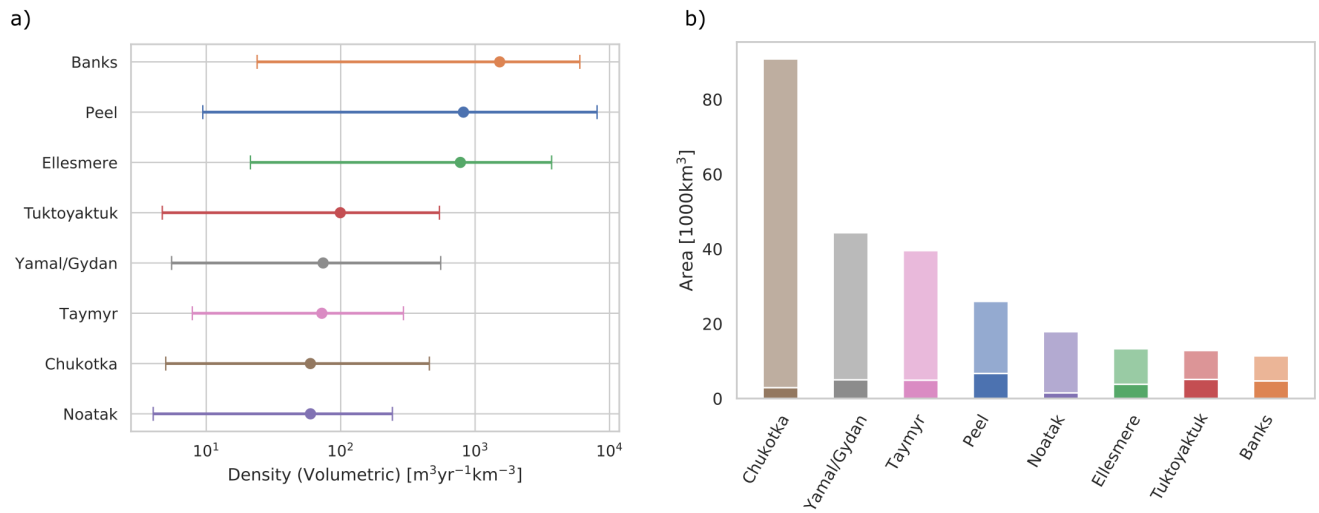 a)
Banks
Peel
Ellesmere
Tuktoyaktuk
Yamal/Gydan
Taymyr
Chukotka
Noatak
10¹
10²
10³
10⁴
Density (Volumetric) [m³yr⁻¹km⁻³]
b)
Area [1000km³]
80
60
40
20
0
Chukotka
Yamal/Gydan
Taymyr
Peel
Noatak
Ellesmere
Tuktoyaktuk
Banks